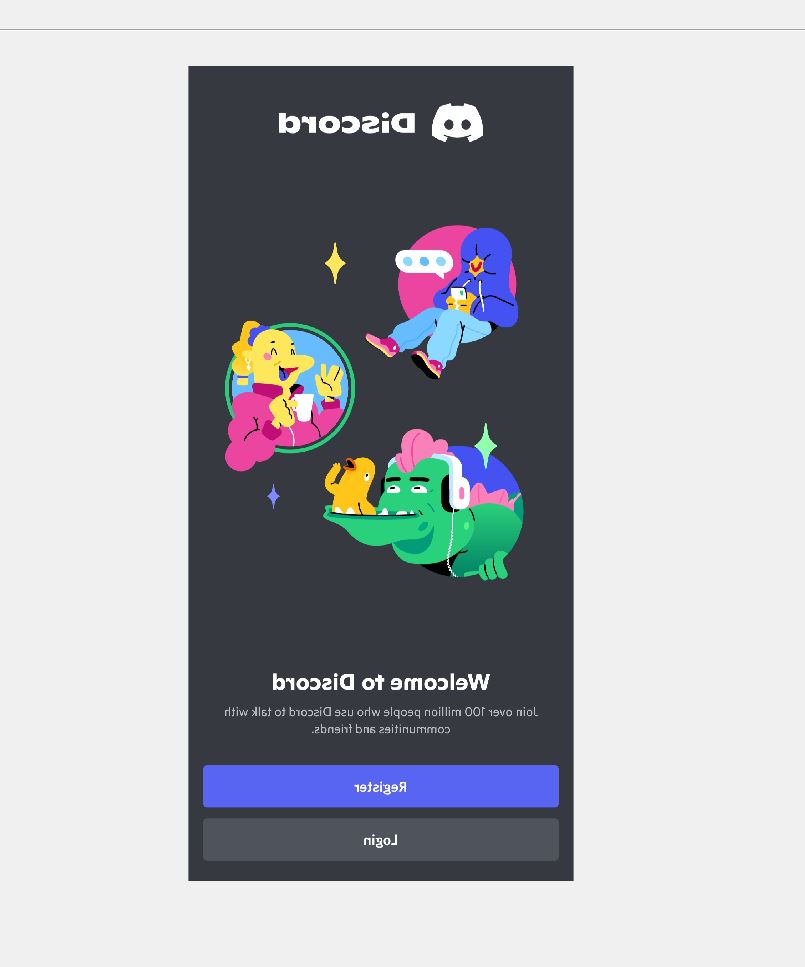 Discord
Welcome to Discord
Join over 100 million people who use Discord to talk with
communities and friends.
Register
Login